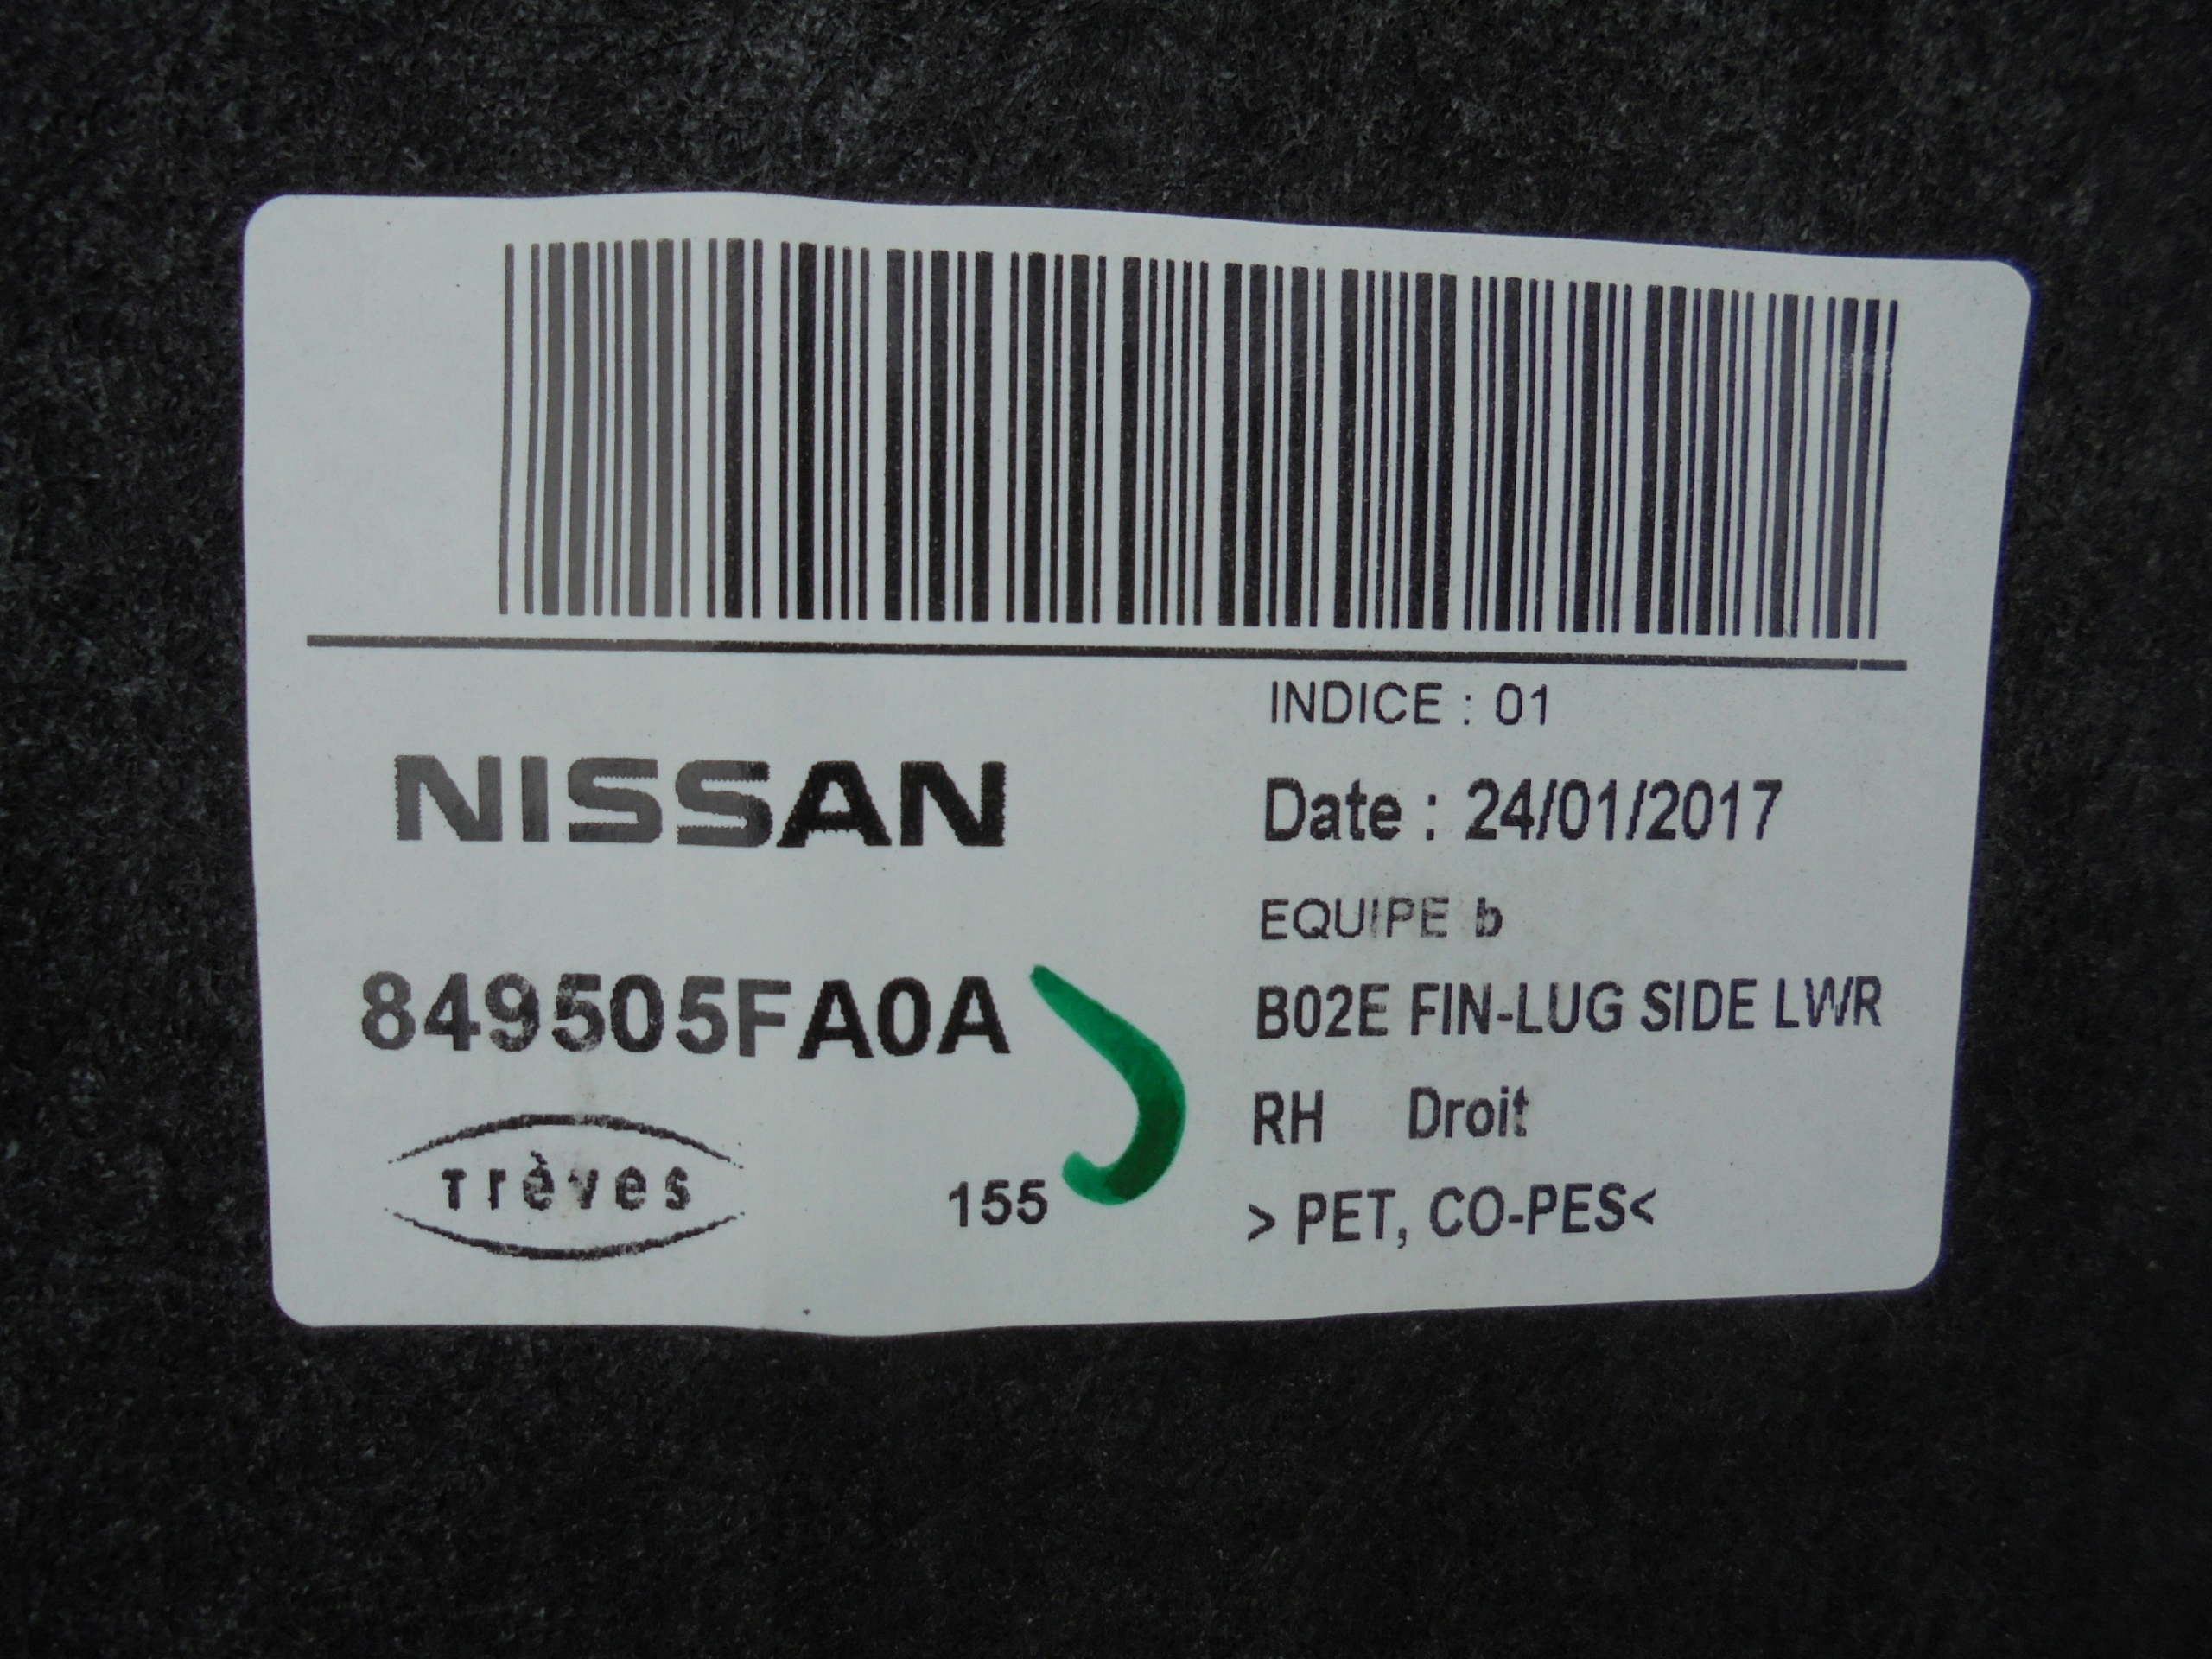 NISSAN
849505FA0A
Trèves
155
INDICE : 01
Date : 24/01/2017
EQUIPE b
B02E FIN-LUG SIDE LWR
RH Droit
> PET, CO-PES<